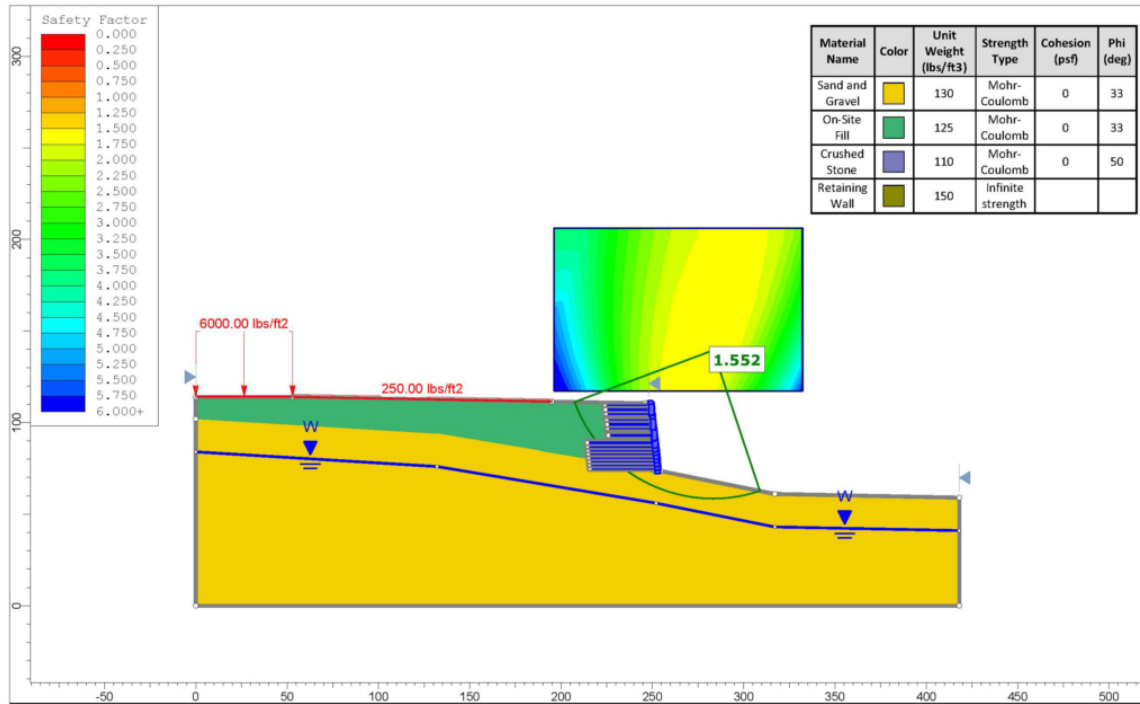 Safety Factor
0.000
0.250
0.500
0.750
1.000
1.250
1.500
1.750
2.000
2.250
2.500
2.750
3.000
3.250
3.500
3.750
4.000
4.250
4.500
4.750
5.000
5.250
5.500
5.750
6.000+
Material Name Color Unit Weight (lbs/ft3) Strength Type Cohesion (psf) Phi (deg)
Sand and Gravel 130 Mohr-Coulomb 0 33
On-Site Fill 125 Mohr-Coulomb 0 33
Crushed Stone 110 Mohr-Coulomb 0 50
Retaining Wall 150 Infinite strength
6000.00 lbs/ft2
250.00 lbs/ft2
1.552
W
W
300
200
100
0
-50 0 50 100 150 200 250 300 350 400 450 500